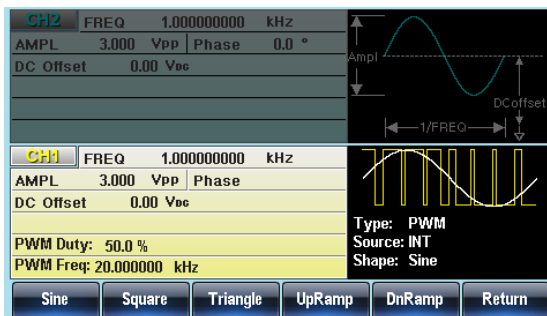 CH2 FREQ 1.000000000 kHz
AMPL 3.000 Vpp Phase 0.0 °
DC Offset 0.00 VDC
Ampl
DCoffset
1/FREQ
CH1 FREQ 1.000000000 kHz
AMPL 3.000 Vpp Phase
DC Offset 0.00 VDC
PWM Duty: 50.0 %
PWM Freq: 20.000000 kHz
Type: PWM
Source: INT
Shape: Sine
Sine Square Triangle UpRamp DnRamp Return